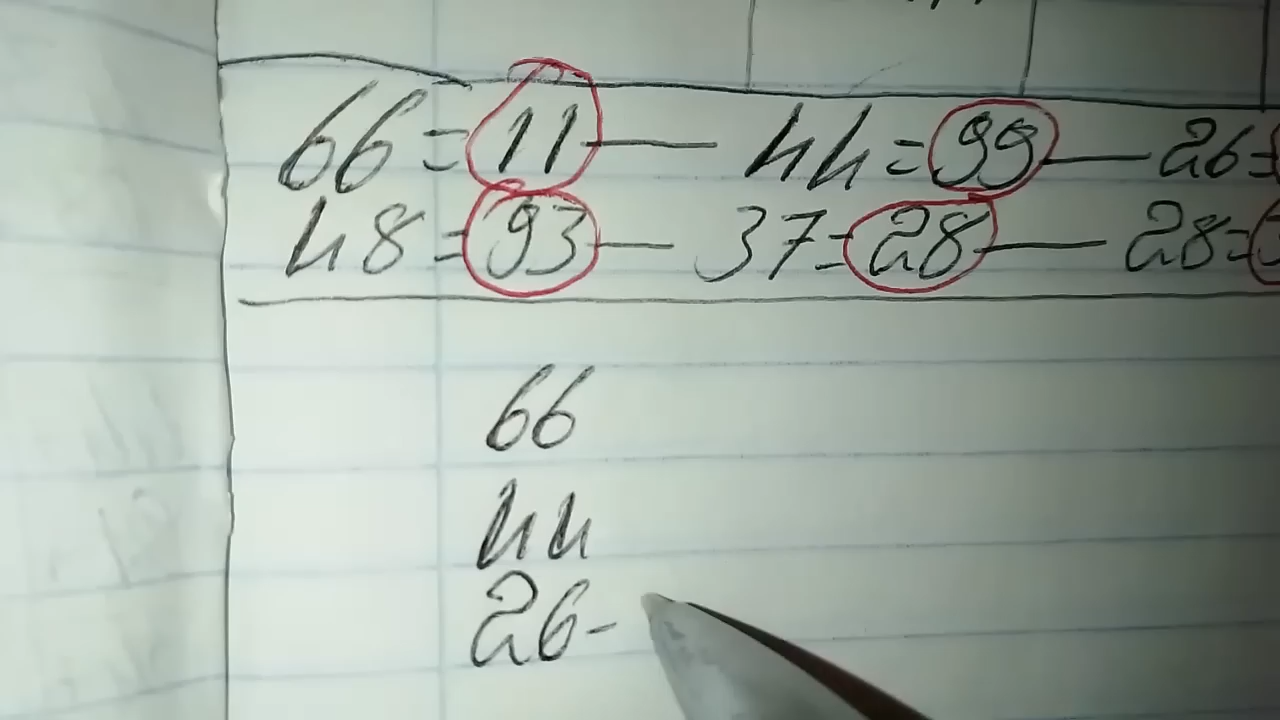 66=11 — 44=99 — 26=
48=93 — 37=28 — 28=
66
44
26-